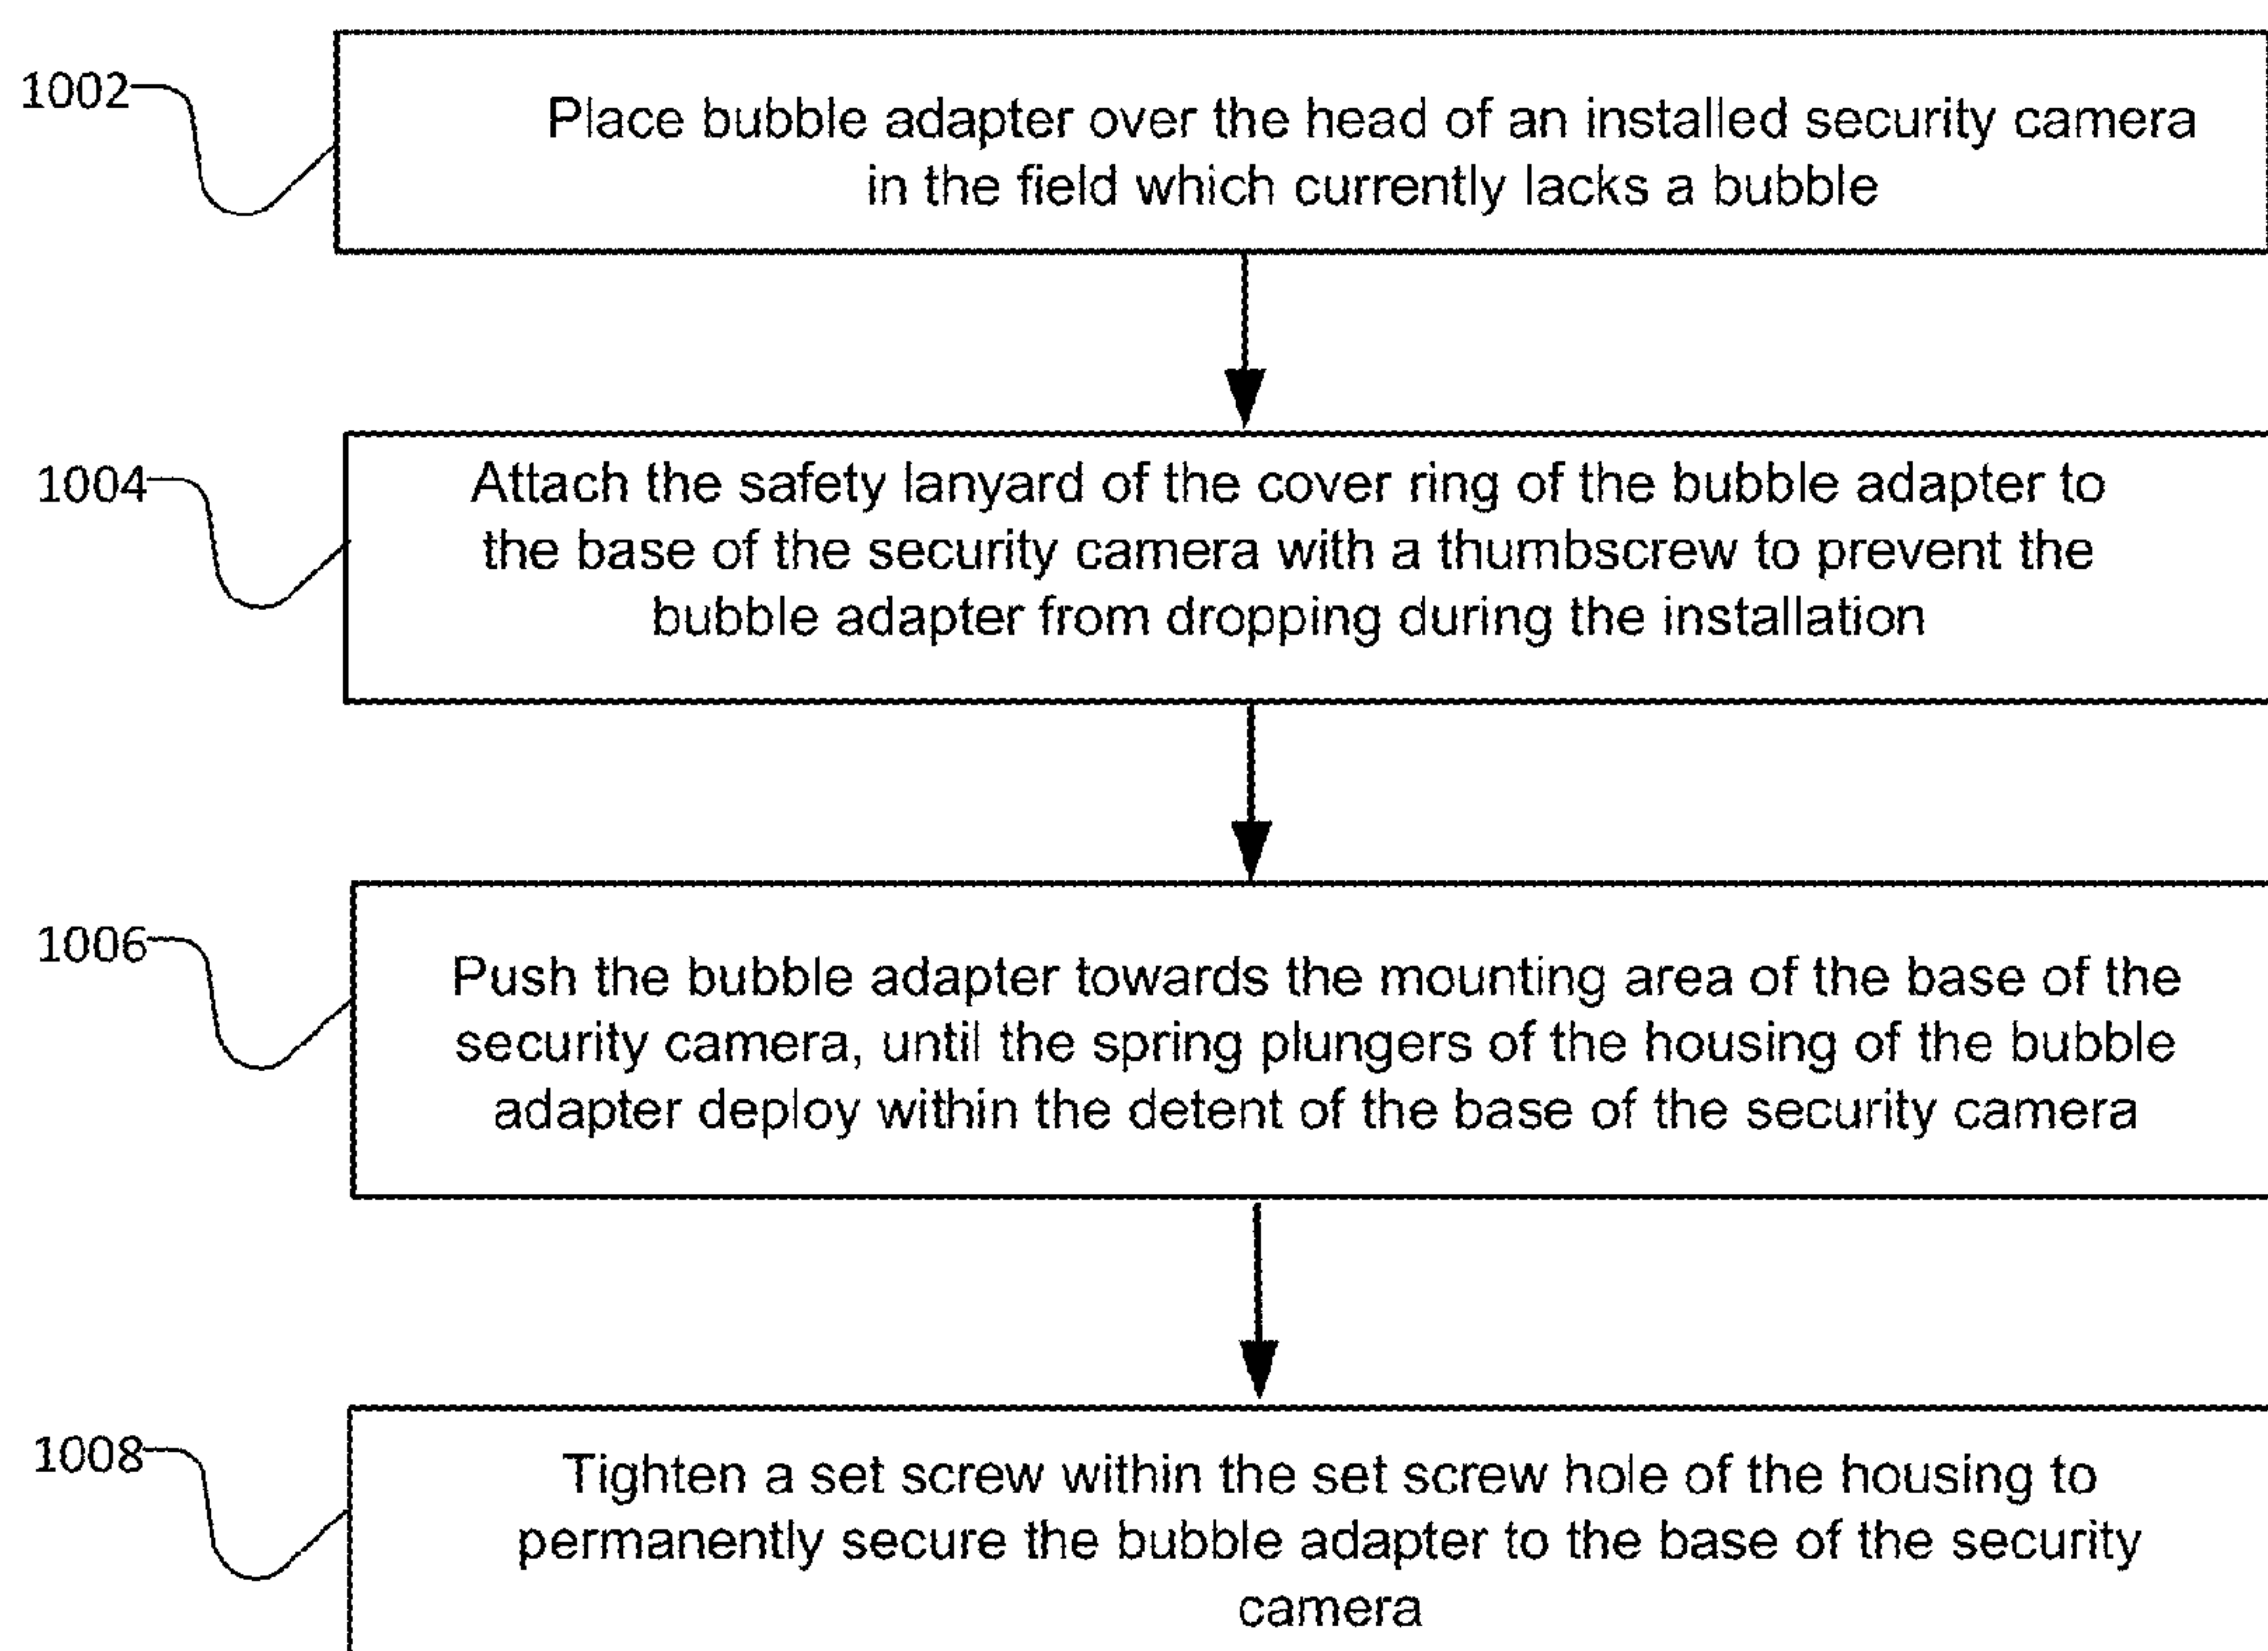 1002
Place bubble adapter over the head of an installed security camera
in the field which currently lacks a bubble
1004
Attach the safety lanyard of the cover ring of the bubble adapter to
the base of the security camera with a thumbscrew to prevent the
bubble adapter from dropping during the installation
1006
Push the bubble adapter towards the mounting area of the base of the
security camera, until the spring plungers of the housing of the bubble
adapter deploy within the detent of the base of the security camera
1008
Tighten a set screw within the set screw hole of the housing to
permanently secure the bubble adapter to the base of the security
camera